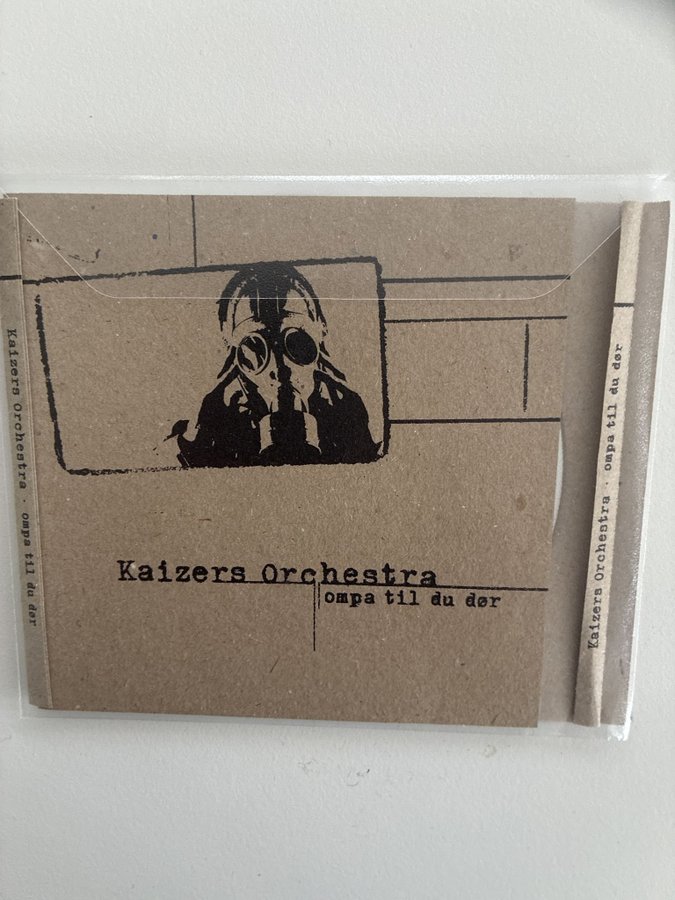 Kaizers Orchestra
ompa til du dør
Kaizers Orchestra · ompa til du dør
Kaizers Orchestra · ompa til du dør